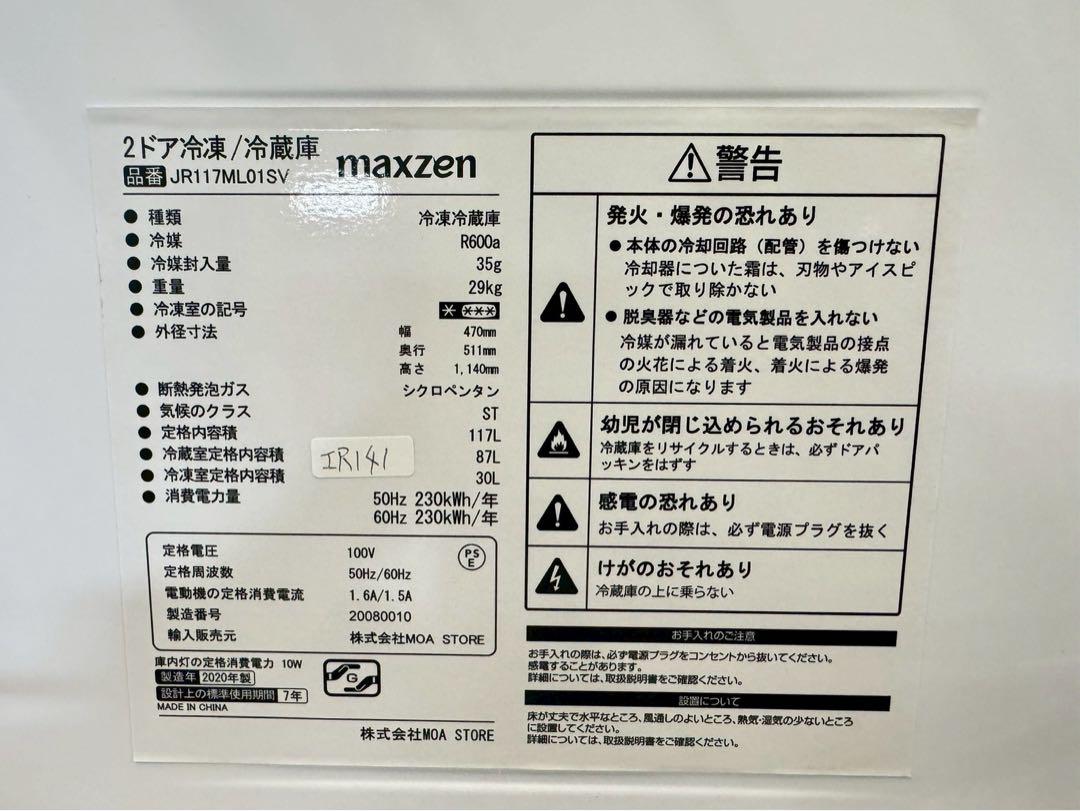 2ドア冷凍/冷蔵庫
maxzen
品番 JR117ML01SV
● 種類 冷凍冷蔵庫
● 冷媒 R600a
● 冷媒封入量 35g
● 重量 29kg
● 冷凍室の記号 * ***
● 外径寸法 幅 470mm
奥行 511mm
高さ 1,140mm
● 断熱発泡ガス シクロペンタン
● 気候のクラス ST
● 定格内容積 117L
● 冷蔵室定格内容積 87L
● 冷凍室定格内容積 30L
● 消費電力量 50Hz 230kWh/年
60Hz 230kWh/年
IR141
定格電圧 100V
PS
E
定格周波数 50Hz/60Hz
電動機の定格消費電流 1.6A/1.5A
製造番号 20080010
輸入販売元 株式会社MOA STORE
庫内灯の定格消費電力 10W
製造年 2020年製
設計上の標準使用期間 7年
G
MADE IN CHINA
株式会社MOA STORE
警告
発火・爆発の恐れあり
● 本体の冷却回路（配管）を傷つけない
冷却器についた霜は、刃物やアイスピ
ックで取り除かない
● 脱臭器などの電気製品を入れない
冷媒が漏れていると電気製品の接点
の火花による着火、着火による爆発
の原因になります
幼児が閉じ込められるおそれあり
冷蔵庫をリサイクルするときは、必ずドアパ
ッキンをはずす
感電の恐れあり
お手入れの際は、必ず電源プラグを抜く
けがのおそれあり
冷蔵庫の上に乗らない
お手入れのご注意
お手入れの際は、必ず電源プラグをコンセントから抜いてください。
感電することがあります。
詳細については、取扱説明書をご確認ください。
設置について
床が丈夫で水平なところ、風通しのよいところ、熱気・湿気の少ないところ
に設置してください。
詳細については、取扱説明書をご確認ください。